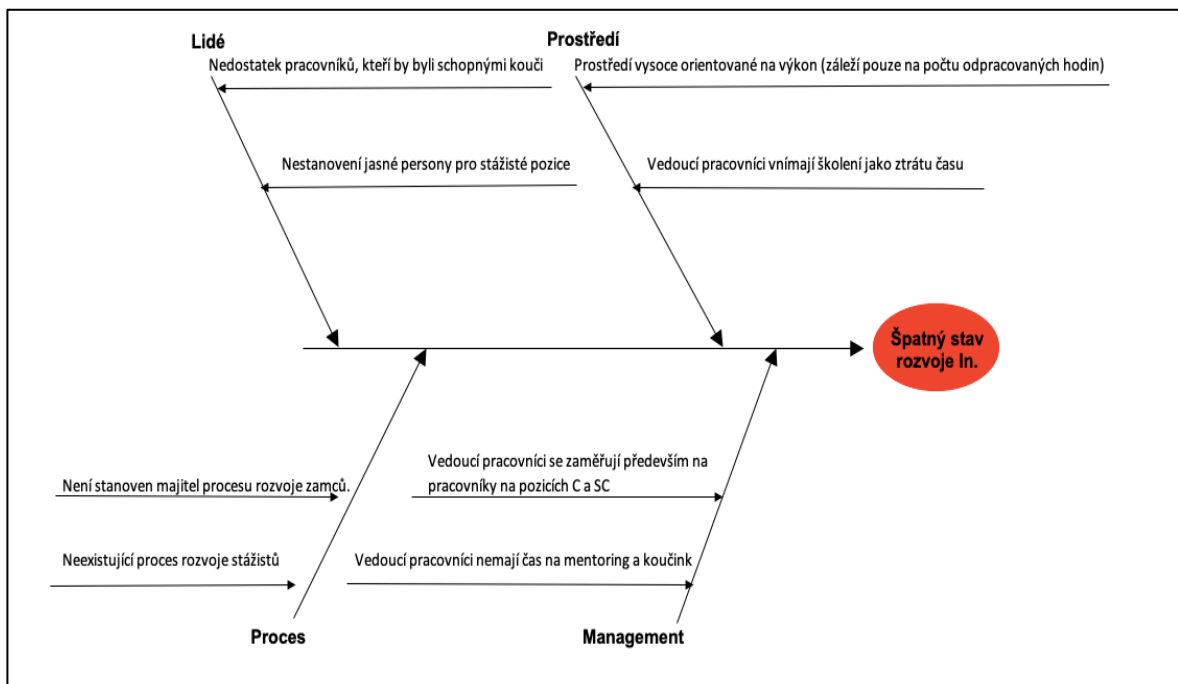 Lidé
Prostředí
Nedostatek pracovníků, kteří by byli schopnými kouči
Prostředí vysoce orientované na výkon (záleží pouze na počtu odpracovaných hodin)
Nestanovení jasné persony pro stážisté pozice
Vedoucí pracovníci vnímají školení jako ztrátu času
Špatný stav
rozvoje In.
Není stanoven majitel procesu rozvoje zamců.
Vedoucí pracovníci se zaměřují především na
pracovníky na pozicích C a SC
Neexistující proces rozvoje stážistů
Vedoucí pracovníci nemají čas na mentoring a koučink
Proces
Management